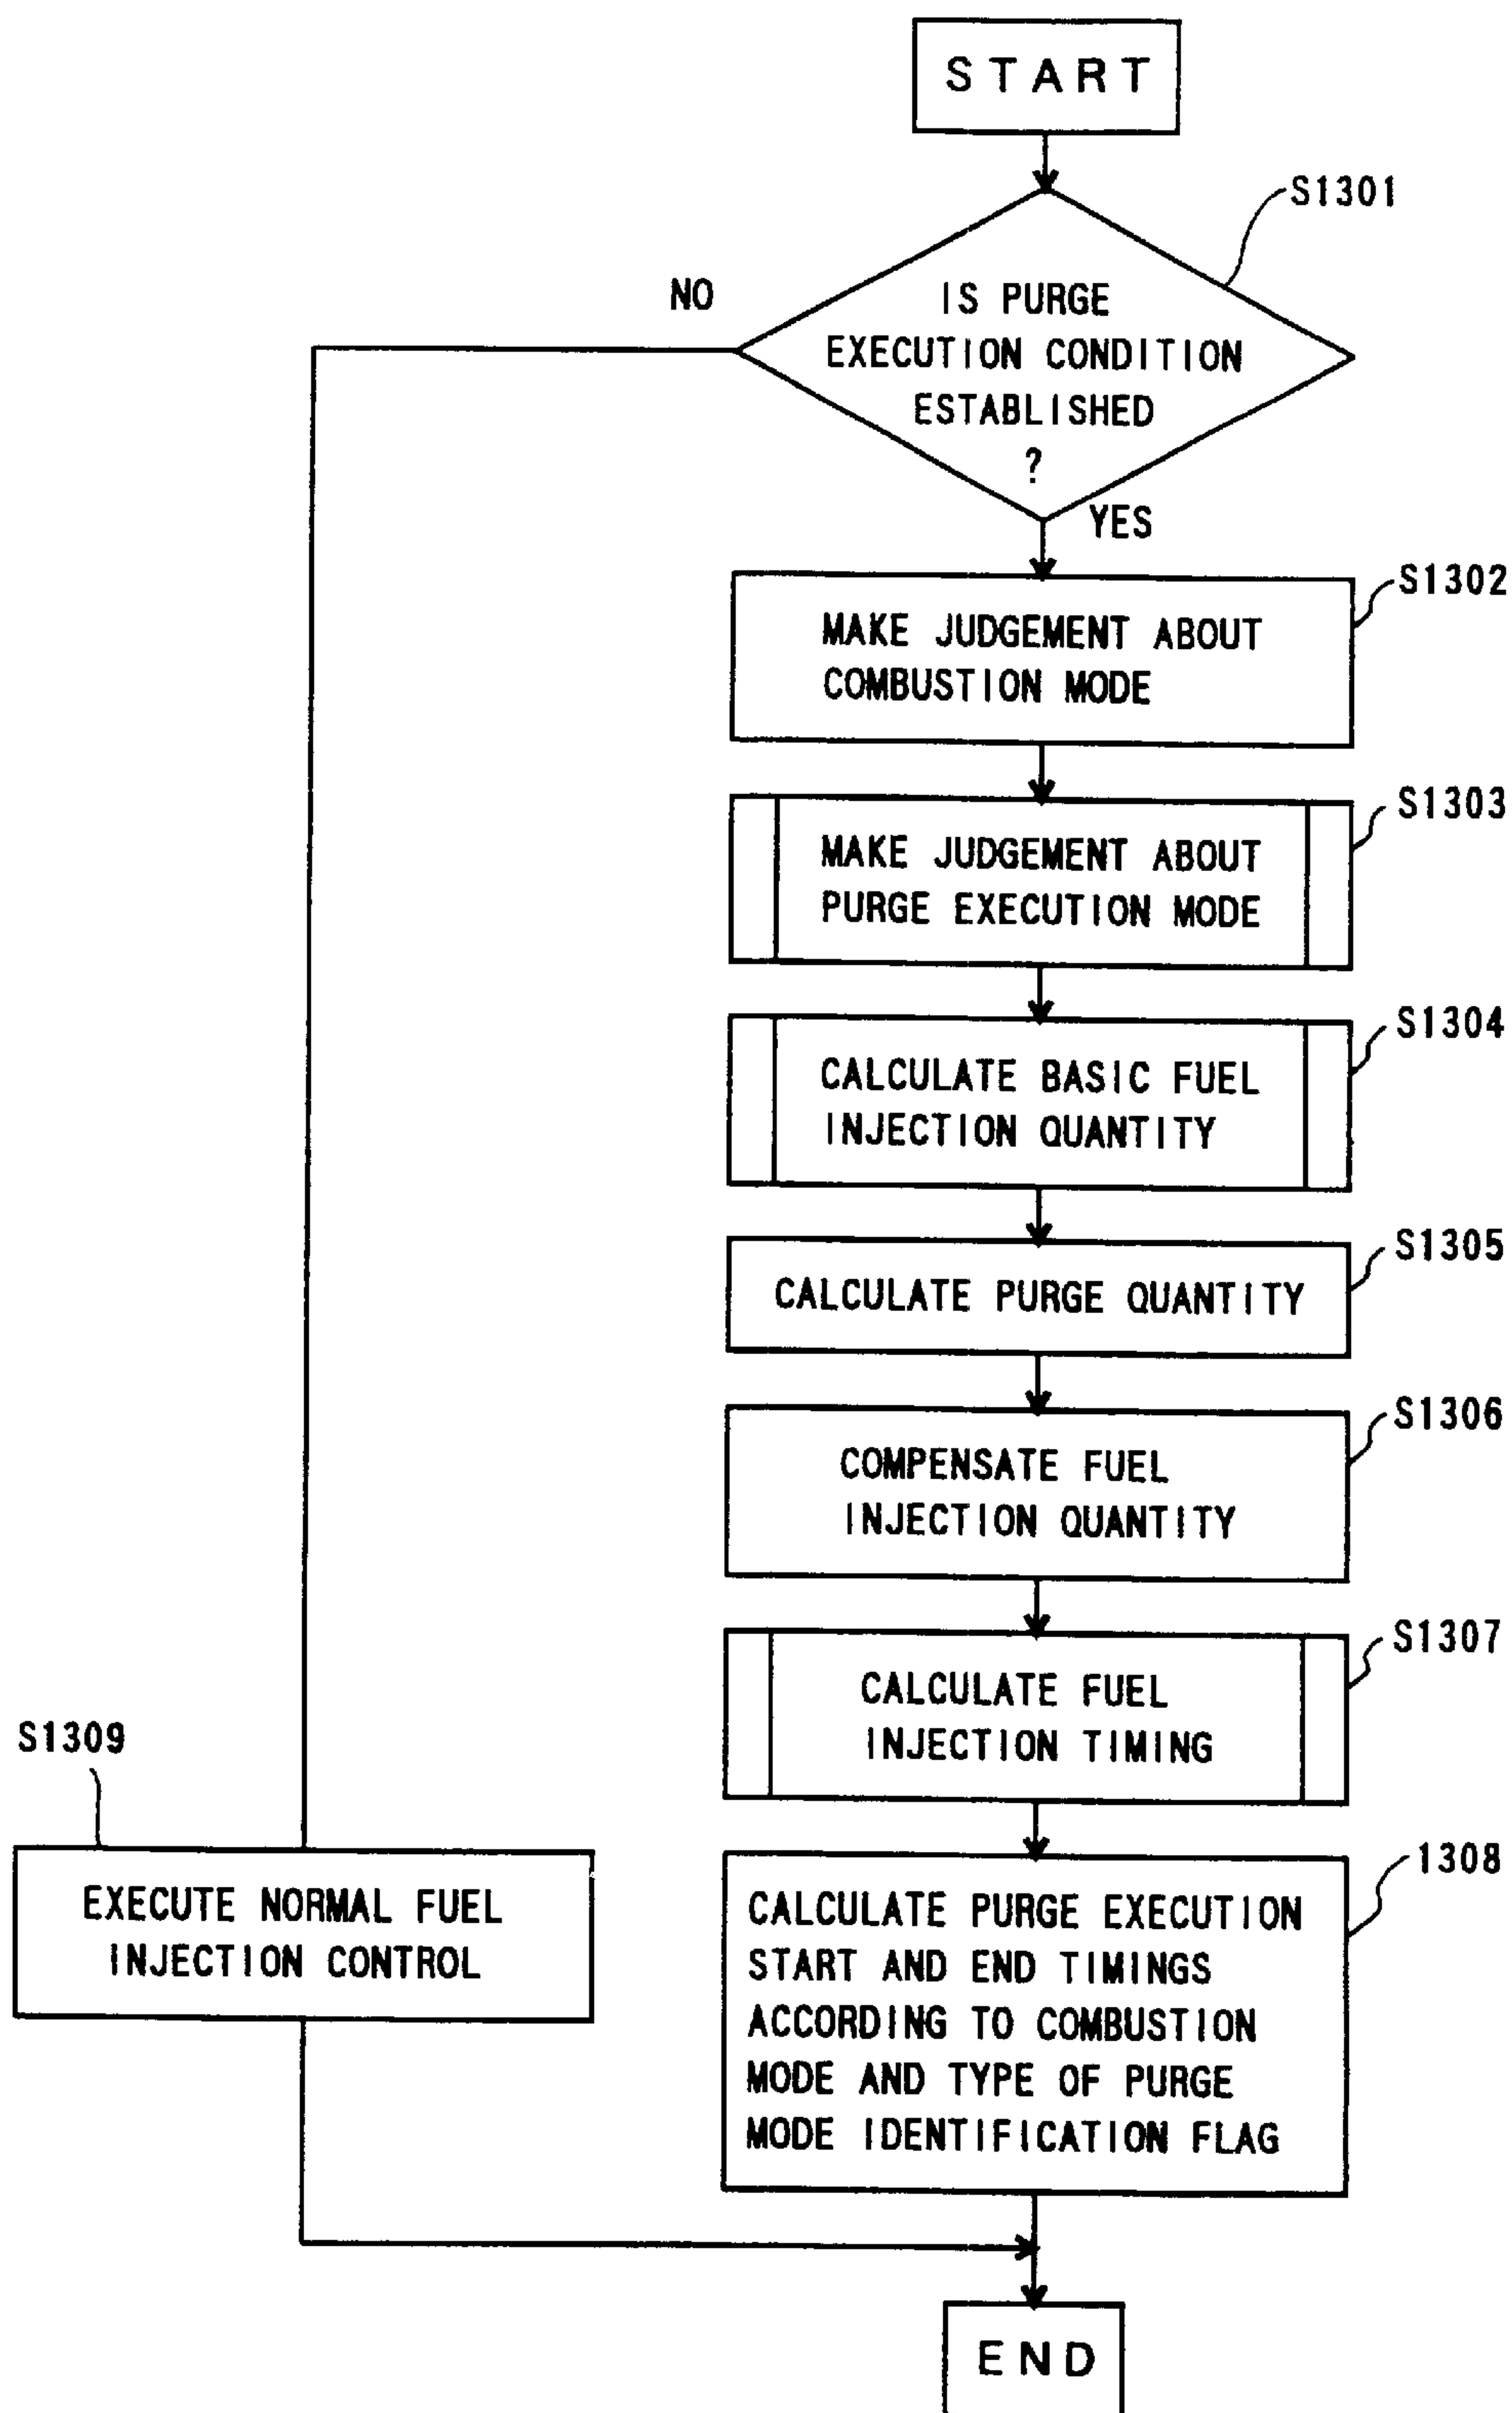 START
S1301
NO
IS PURGE
EXECUTION CONDITION
ESTABLISHED
?
YES
S1302
MAKE JUDGEMENT ABOUT
COMBUSTION MODE
S1303
MAKE JUDGEMENT ABOUT
PURGE EXECUTION MODE
S1304
CALCULATE BASIC FUEL
INJECTION QUANTITY
S1305
CALCULATE PURGE QUANTITY
S1306
COMPENSATE FUEL
INJECTION QUANTITY
S1307
CALCULATE FUEL
INJECTION TIMING
S1309
EXECUTE NORMAL FUEL
INJECTION CONTROL
1308
CALCULATE PURGE EXECUTION
START AND END TIMINGS
ACCORDING TO COMBUSTION
MODE AND TYPE OF PURGE
MODE IDENTIFICATION FLAG
END